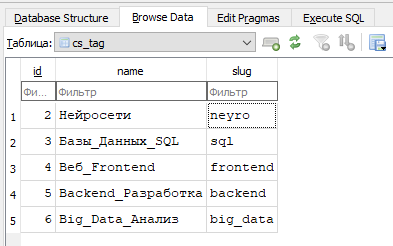 Database Structure Browse Data Edit Pragmas Execute SQL
Таблица: cs_tag
id name slug
Фи... Фильтр Фильтр
1 2 Нейросети neyro
2 3 Базы_Данных_SQL sql
3 4 Веб_Frontend frontend
4 5 Backend_Разработка backend
5 6 Big_Data_Анализ big_data